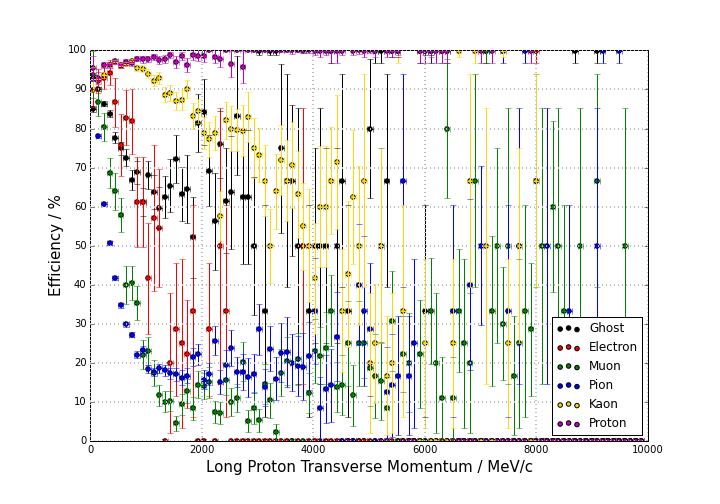 100
90
80
70
60
50
40
30
20
10
0
Efficiency / %
Ghost
Electron
Muon
Pion
Kaon
Proton
0 2000 4000 6000 8000 10000
Long Proton Transverse Momentum / MeV/c